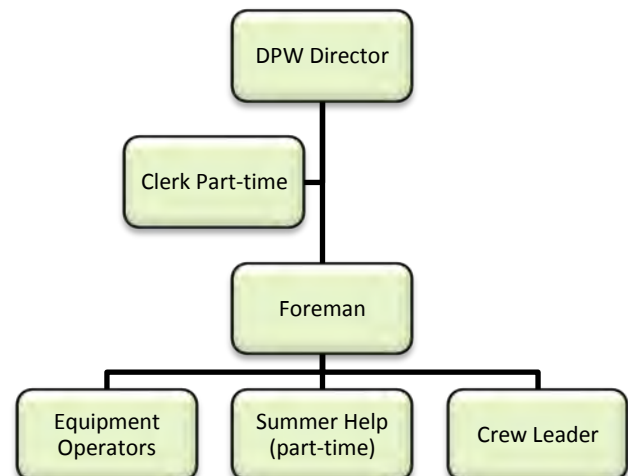 DPW Director
Clerk Part-time
Foreman
Equipment
Operators
Summer Help
(part-time)
Crew Leader